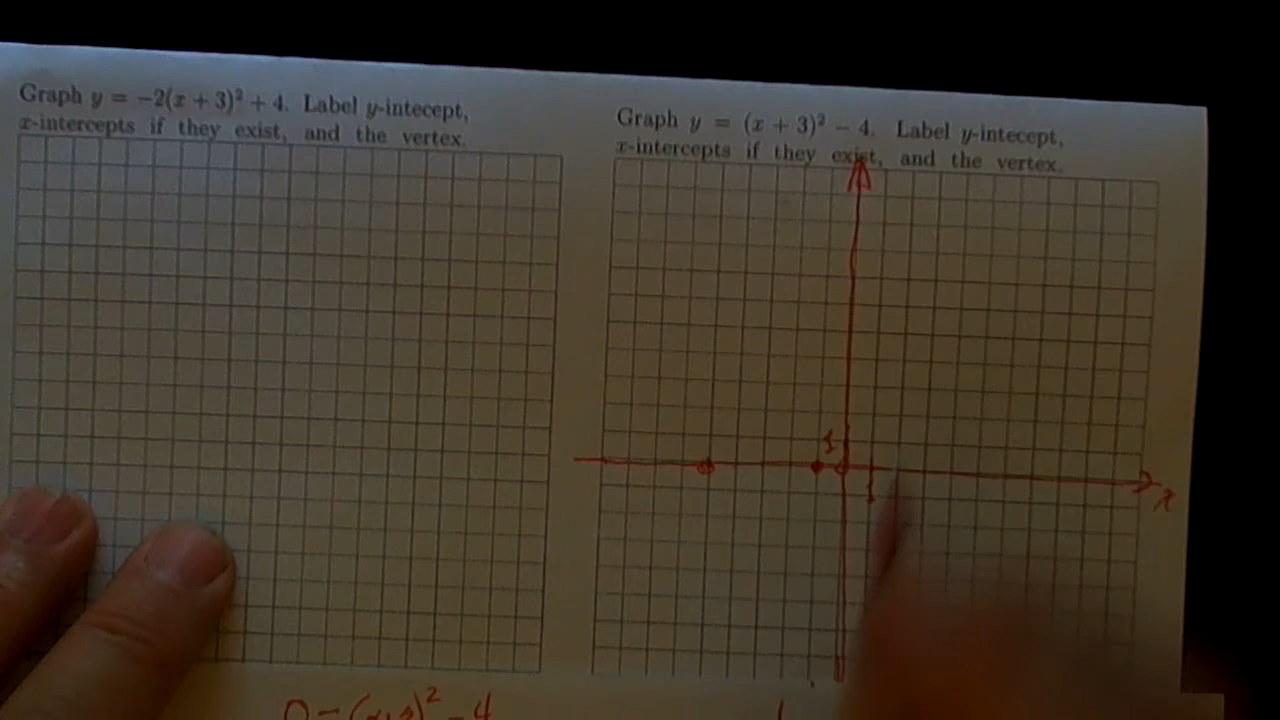 Graph y = −2(x + 3)² + 4. Label y-intecept,
x-intercepts if they exist, and the vertex.
Graph y = (x + 3)² − 4. Label y-intecept,
x-intercepts if they exist, and the vertex.
1
1
x
0 = (x+3)² − 4